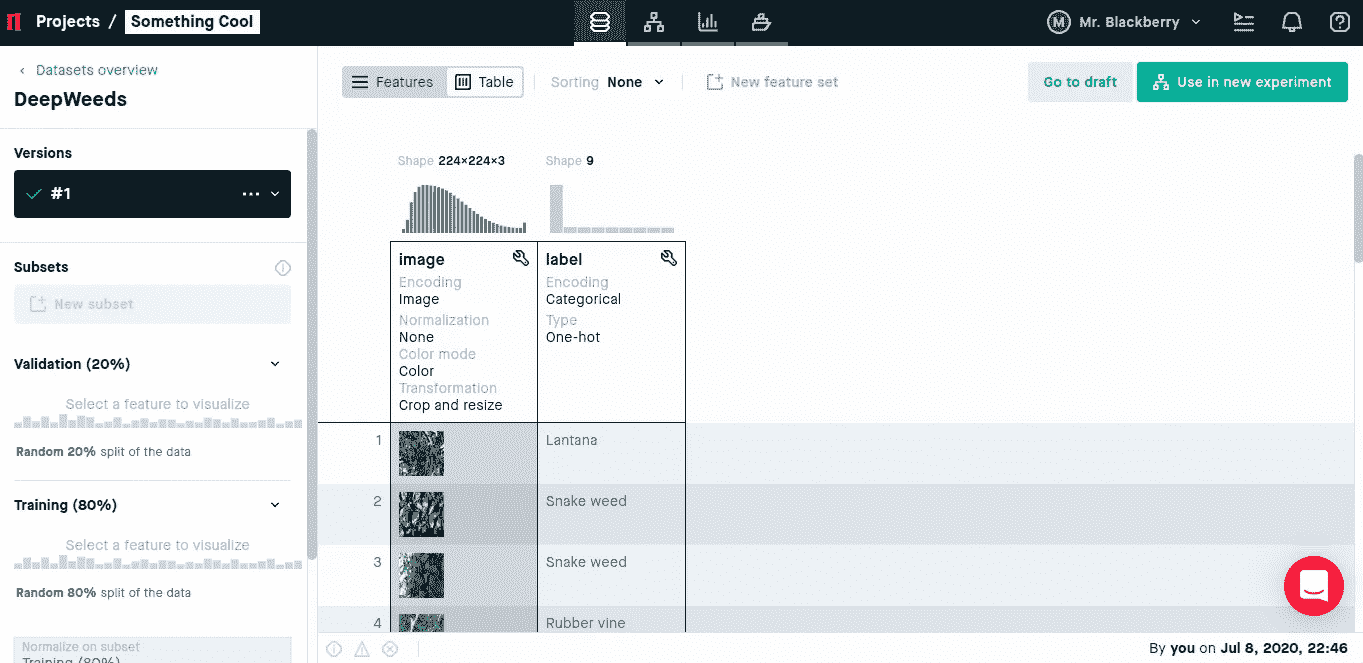 Projects / Something Cool
M Mr. Blackberry
Datasets overview
DeepWeeds
Versions
#1
Subsets
New subset
Validation (20%)
Select a feature to visualize
Random 20% split of the data
Training (80%)
Select a feature to visualize
Random 80% split of the data
Normalize on subset
Training (80%)
Features Table Sorting None New feature set
Go to draft Use in new experiment
Shape 224×224×3 Shape 9
image label
Encoding Encoding
Image Categorical
Normalization Type
None One-hot
Color mode
Color
Transformation
Crop and resize
1 Lantana
2 Snake weed
3 Snake weed
4 Rubber vine
By you on Jul 8, 2020, 22:46